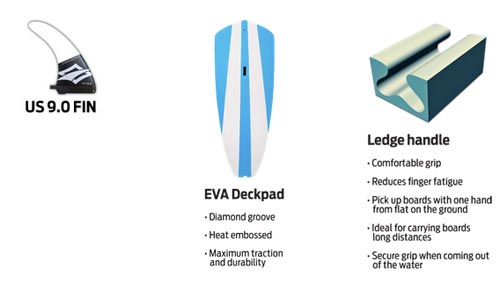 US 9.0 FIN
EVA Deckpad
· Diamond groove
· Heat embossed
· Maximum traction
and durability
Ledge handle
· Comfortable grip
· Reduces finger fatigue
· Pick up boards with one hand
from flat on the ground
· Ideal for carrying boards
long distances
· Secure grip when coming out
of the water